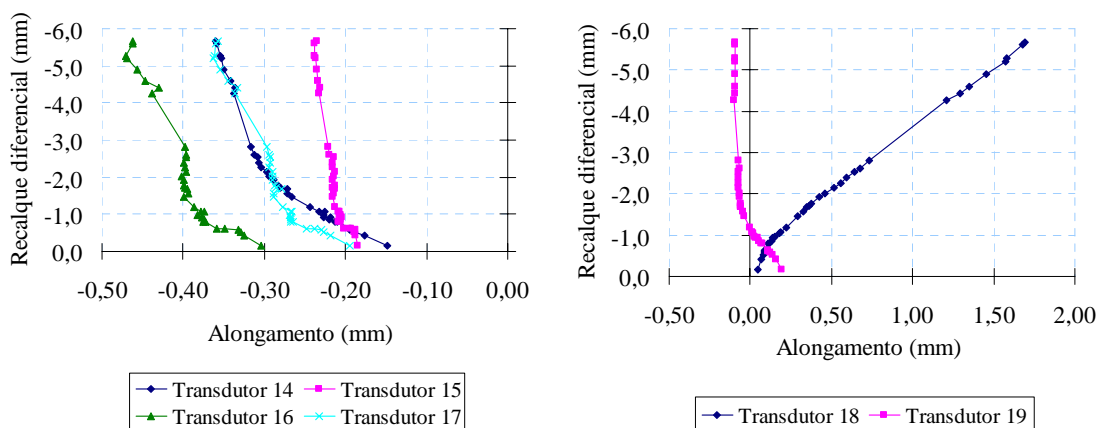 Recalque diferencial (mm)
-6,0
-5,0
-4,0
-3,0
-2,0
-1,0
0,0
-0,50 -0,40 -0,30 -0,20 -0,10 0,00
Alongamento (mm)
Transdutor 14 Transdutor 15
Transdutor 16 Transdutor 17
Recalque diferencial (mm)
-6,0
-5,0
-4,0
-3,0
-2,0
-1,0
0,0
-0,50 0,00 0,50 1,00 1,50 2,00
Alongamento (mm)
Transdutor 18 Transdutor 19